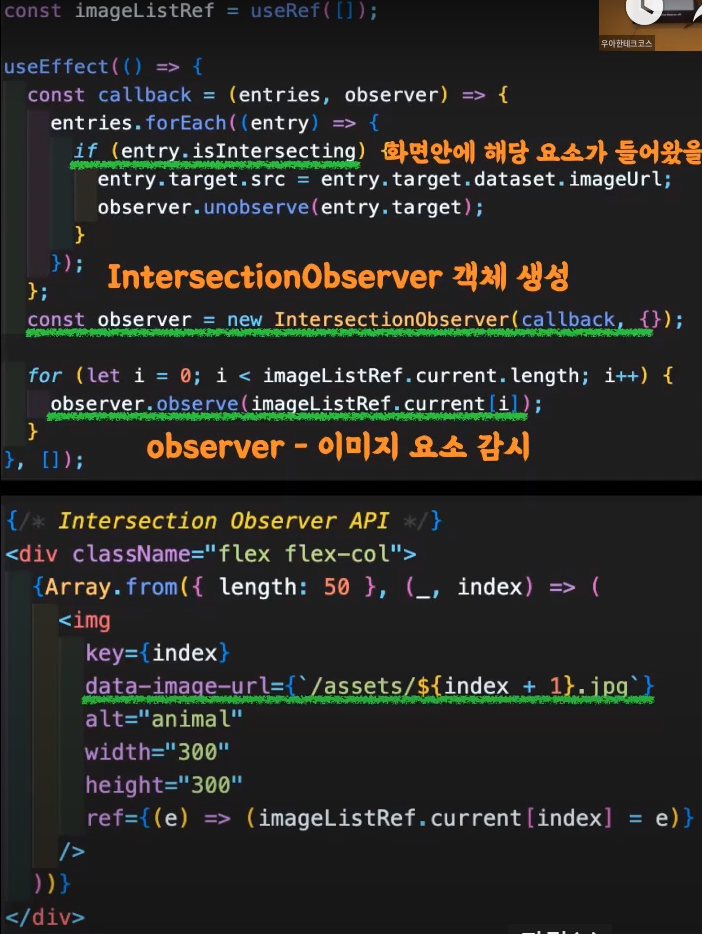 const imageListRef = useRef([]);
우아한테크코스
useEffect(() => {
const callback = (entries, observer) => {
entries.forEach((entry) => {
if (entry.isIntersecting) { 화면안에 해당 요소가 들어왔을
entry.target.src = entry.target.dataset.imageUrl;
observer.unobserve(entry.target);
}
});
IntersectionObserver 객체 생성
};
const observer = new IntersectionObserver(callback, {});
for (let i = 0; i < imageListRef.current.length; i++) {
observer.observe(imageListRef.current[i]);
}
observer - 이미지 요소 감시
}, []);
{/* Intersection Observer API */}
<div className="flex flex-col">
{Array.from({ length: 50 }, (_, index) => (
<img
key={index}
data-image-url={`/assets/${index + 1}.jpg`}
alt="animal"
width="300"
height="300"
ref={(e) => (imageListRef.current[index] = e)}
/>
))}
</div>